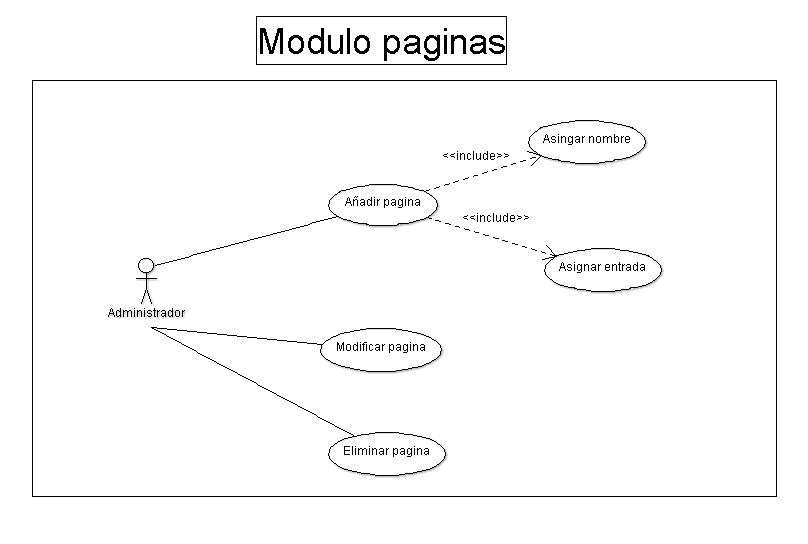 Modulo paginas
Asingar nombre
<<include>>
Añadir pagina
<<include>>
Asignar entrada
Administrador
Modificar pagina
Eliminar pagina